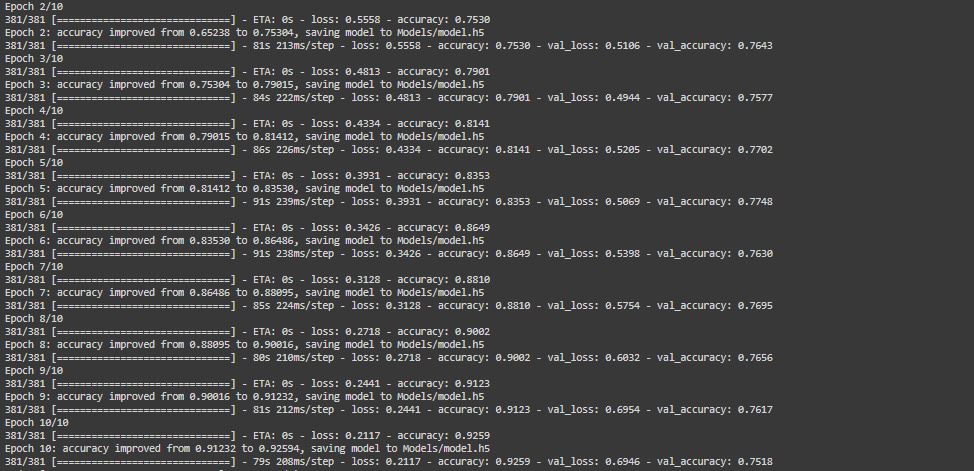 Epoch 2/10
381/381 [==============================] - ETA: 0s - loss: 0.5558 - accuracy: 0.7530
Epoch 2: accuracy improved from 0.65238 to 0.75304, saving model to Models/model.h5
381/381 [==============================] - 81s 213ms/step - loss: 0.5558 - accuracy: 0.7530 - val_loss: 0.5106 - val_accuracy: 0.7643
Epoch 3/10
381/381 [==============================] - ETA: 0s - loss: 0.4813 - accuracy: 0.7901
Epoch 3: accuracy improved from 0.75304 to 0.79015, saving model to Models/model.h5
381/381 [==============================] - 84s 222ms/step - loss: 0.4813 - accuracy: 0.7901 - val_loss: 0.4944 - val_accuracy: 0.7577
Epoch 4/10
381/381 [==============================] - ETA: 0s - loss: 0.4334 - accuracy: 0.8141
Epoch 4: accuracy improved from 0.79015 to 0.81412, saving model to Models/model.h5
381/381 [==============================] - 86s 226ms/step - loss: 0.4334 - accuracy: 0.8141 - val_loss: 0.5205 - val_accuracy: 0.7702
Epoch 5/10
381/381 [==============================] - ETA: 0s - loss: 0.3931 - accuracy: 0.8353
Epoch 5: accuracy improved from 0.81412 to 0.83530, saving model to Models/model.h5
381/381 [==============================] - 91s 239ms/step - loss: 0.3931 - accuracy: 0.8353 - val_loss: 0.5069 - val_accuracy: 0.7748
Epoch 6/10
381/381 [==============================] - ETA: 0s - loss: 0.3426 - accuracy: 0.8649
Epoch 6: accuracy improved from 0.83530 to 0.86486, saving model to Models/model.h5
381/381 [==============================] - 91s 238ms/step - loss: 0.3426 - accuracy: 0.8649 - val_loss: 0.5398 - val_accuracy: 0.7630
Epoch 7/10
381/381 [==============================] - ETA: 0s - loss: 0.3128 - accuracy: 0.8810
Epoch 7: accuracy improved from 0.86486 to 0.88095, saving model to Models/model.h5
381/381 [==============================] - 85s 224ms/step - loss: 0.3128 - accuracy: 0.8810 - val_loss: 0.5754 - val_accuracy: 0.7695
Epoch 8/10
381/381 [==============================] - ETA: 0s - loss: 0.2718 - accuracy: 0.9002
Epoch 8: accuracy improved from 0.88095 to 0.90016, saving model to Models/model.h5
381/381 [==============================] - 80s 210ms/step - loss: 0.2718 - accuracy: 0.9002 - val_loss: 0.6032 - val_accuracy: 0.7656
Epoch 9/10
381/381 [==============================] - ETA: 0s - loss: 0.2441 - accuracy: 0.9123
Epoch 9: accuracy improved from 0.90016 to 0.91232, saving model to Models/model.h5
381/381 [==============================] - 81s 212ms/step - loss: 0.2441 - accuracy: 0.9123 - val_loss: 0.6954 - val_accuracy: 0.7617
Epoch 10/10
381/381 [==============================] - ETA: 0s - loss: 0.2117 - accuracy: 0.9259
Epoch 10: accuracy improved from 0.91232 to 0.92594, saving model to Models/model.h5
381/381 [==============================] - 79s 208ms/step - loss: 0.2117 - accuracy: 0.9259 - val_loss: 0.6946 - val_accuracy: 0.7518